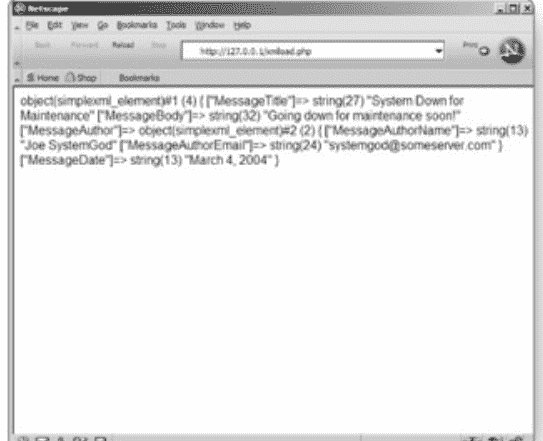 Netscape
File Edit View Go Bookmarks Tools Window Help
Back Forward Reload Stop http://127.0.0.1/xmlload.php Print N
Home Shop Bookmarks
object(simplexml_element)#1 (4) { ["MessageTitle"]=> string(27) "System Down for
Maintenance" ["MessageBody"]=> string(32) "Going down for maintenance soon!"
["MessageAuthor"]=> object(simplexml_element)#2 (2) { ["MessageAuthorName"]=> string(13)
"Joe SystemGod" ["MessageAuthorEmail"]=> string(24) "systemgod@someserver.com" }
["MessageDate"]=> string(13) "March 4, 2004" }